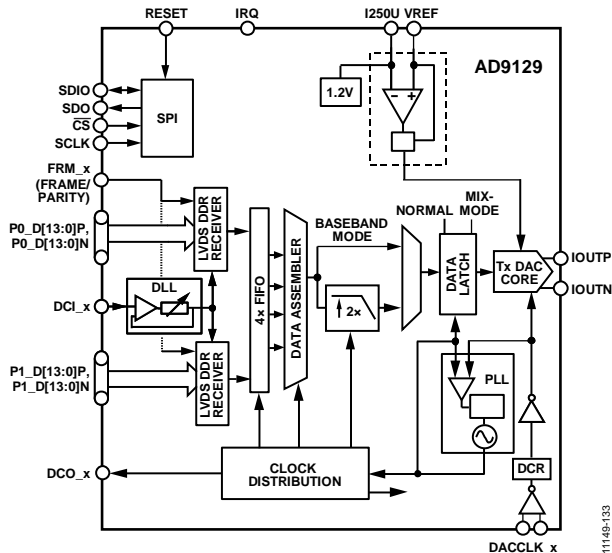 RESET
IRQ
I250U VREF
AD9129
1.2V
SDIO
SDO
CS
SCLK
SPI
FRM_x
(FRAME/
PARITY)
P0_D[13:0]P,
P0_D[13:0]N
LVDS DDR
RECEIVER
DLL
DCI_x
P1_D[13:0]P,
P1_D[13:0]N
LVDS DDR
RECEIVER
4× FIFO
DATA ASSEMBLER
BASEBAND
MODE
2×
NORMAL
MIX-
MODE
DATA
LATCH
Tx DAC
CORE
IOUTP
IOUTN
PLL
DCO_x
CLOCK
DISTRIBUTION
DCR
DACCLK_x
11149-133